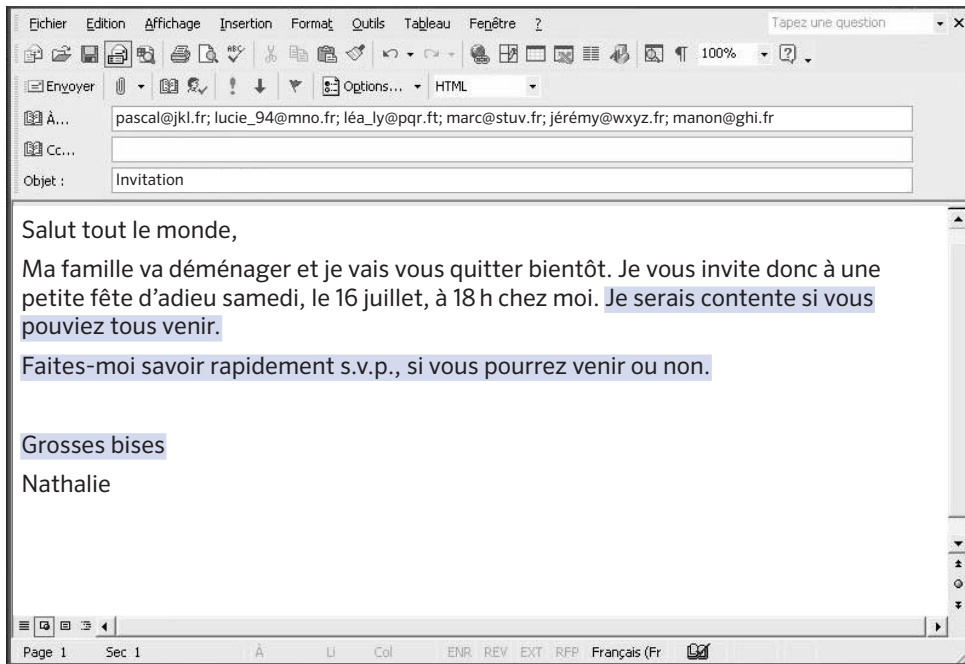 Fichier Edition Affichage Insertion Format Outils Tableau Fenêtre ? Tapez une question
100%
Envoyer Options... HTML
À... pascal@jkl.fr; lucie_94@mno.fr; léa_ly@pqr.ft; marc@stuv.fr; jérémy@wxyz.fr; manon@ghi.fr
Cc...
Objet : Invitation
Salut tout le monde,
Ma famille va déménager et je vais vous quitter bientôt. Je vous invite donc à une
petite fête d'adieu samedi, le 16 juillet, à 18 h chez moi. Je serais contente si vous
pouviez tous venir.
Faites-moi savoir rapidement s.v.p., si vous pourrez venir ou non.
Grosses bises
Nathalie
Page 1 Sec 1 À Li Col ENR REV EXT RFP Français (Fr